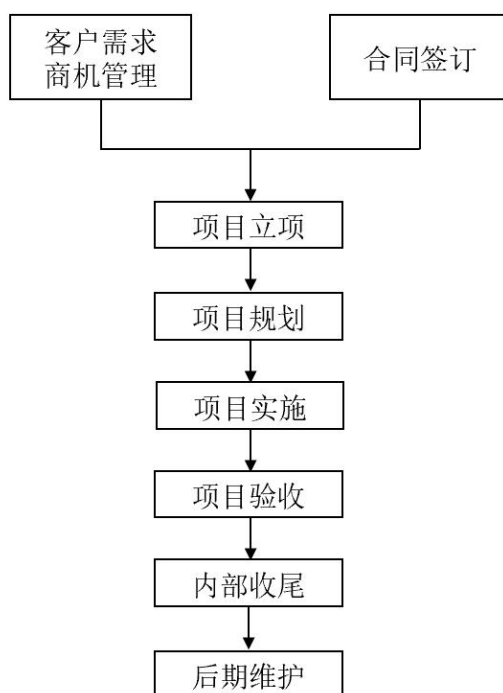 客户需求
商机管理
合同签订
项目立项
项目规划
项目实施
项目验收
内部收尾
后期维护